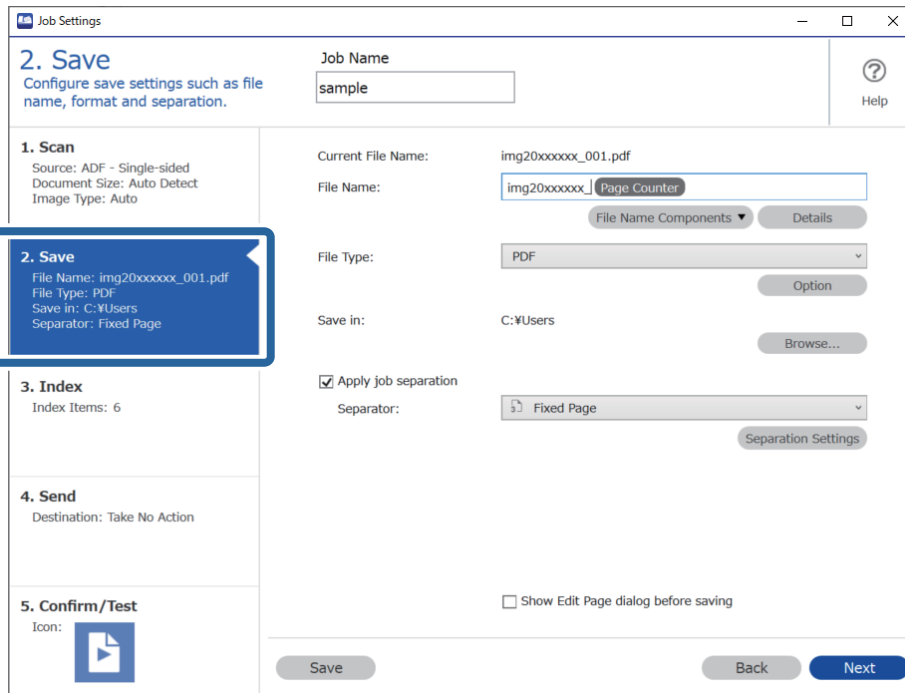 Job Settings
2. Save
Configure save settings such as file
name, format and separation.
Job Name
sample
Help
1. Scan
Source: ADF - Single-sided
Document Size: Auto Detect
Image Type: Auto
2. Save
File Name: img20xxxxxx_001.pdf
File Type: PDF
Save in: C:¥Users
Separator: Fixed Page
3. Index
Index Items: 6
4. Send
Destination: Take No Action
5. Confirm/Test
Icon:
Current File Name: img20xxxxxx_001.pdf
File Name: img20xxxxxx_ Page Counter
File Name Components ▼ Details
File Type: PDF
Option
Save in: C:¥Users
Browse...
Apply job separation
Separator: 3 Fixed Page
Separation Settings
Show Edit Page dialog before saving
Save Back Next